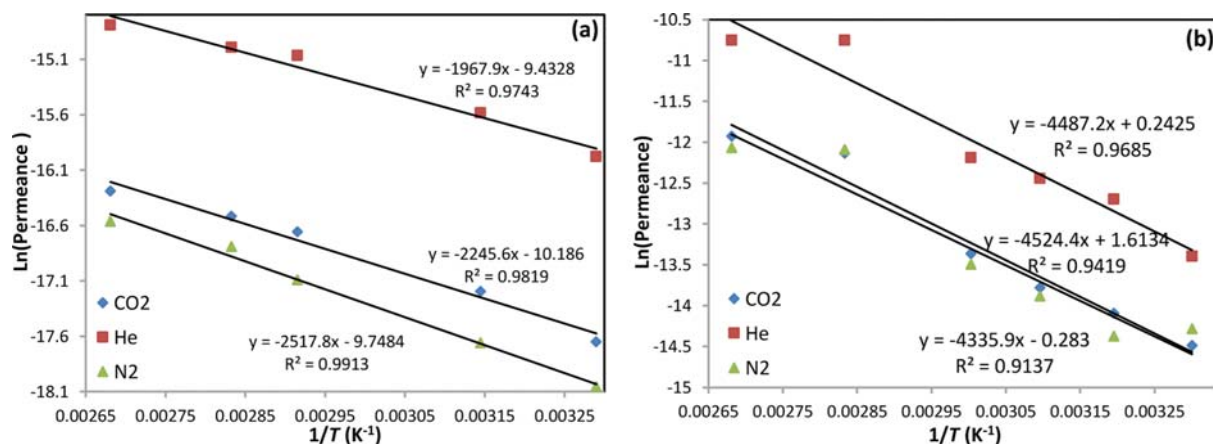 (a)
-15.1
-15.6
-16.1
-16.6
-17.1
-17.6
-18.1
Ln(Permeance )
y = -1967.9x - 9.4328
R² = 0.9743
y = -2245.6x - 10.186
R² = 0.9819
y = -2517.8x - 9.7484
R² = 0.9913
CO2
He
N2
0.00265 0.00275 0.00285 0.00295 0.00305 0.00315 0.00325
1/T (K⁻¹)
(b)
-10.5
-11
-11.5
-12
-12.5
-13
-13.5
-14
-14.5
-15
Ln(Permeance)
y = -4487.2x + 0.2425
R² = 0.9685
y = -4524.4x + 1.6134
R² = 0.9419
y = -4335.9x - 0.283
R² = 0.9137
CO2
He
N2
0.00265 0.00275 0.00285 0.00295 0.00305 0.00315 0.00325
1/T (K⁻¹)